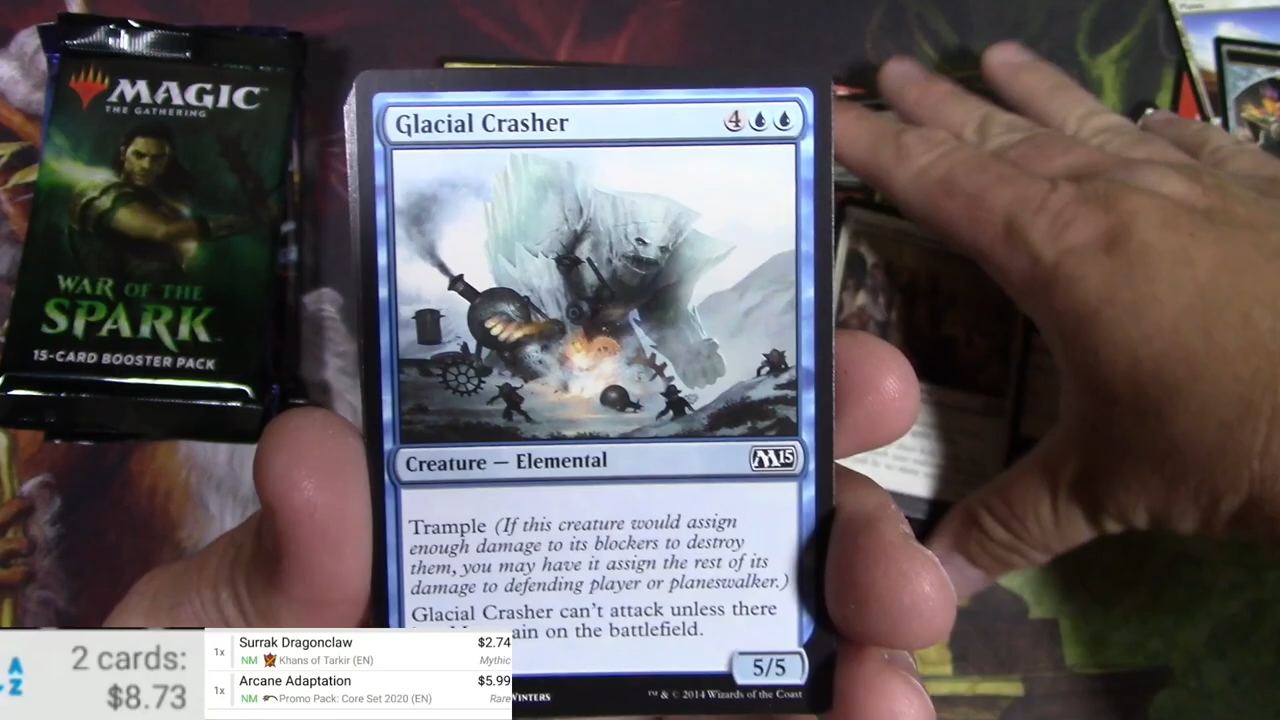 MAGIC
THE GATHERING
WAR OF THE
SPARK
15-CARD BOOSTER PACK
Glacial Crasher 4
Creature — Elemental M15
Trample (If this creature would assign
enough damage to its blockers to destroy
them, you may have it assign the rest of its
damage to defending player or planeswalker.)
Glacial Crasher can't attack unless there
on the battlefield.
5/5
™ & © 2014 Wizards of the Coast
A
Z
2 cards:
$8.73
1x Surrak Dragonclaw $2.74
NM Khans of Tarkir (EN) Mythic
1x Arcane Adaptation $5.99
NM Promo Pack: Core Set 2020 (EN) Rare